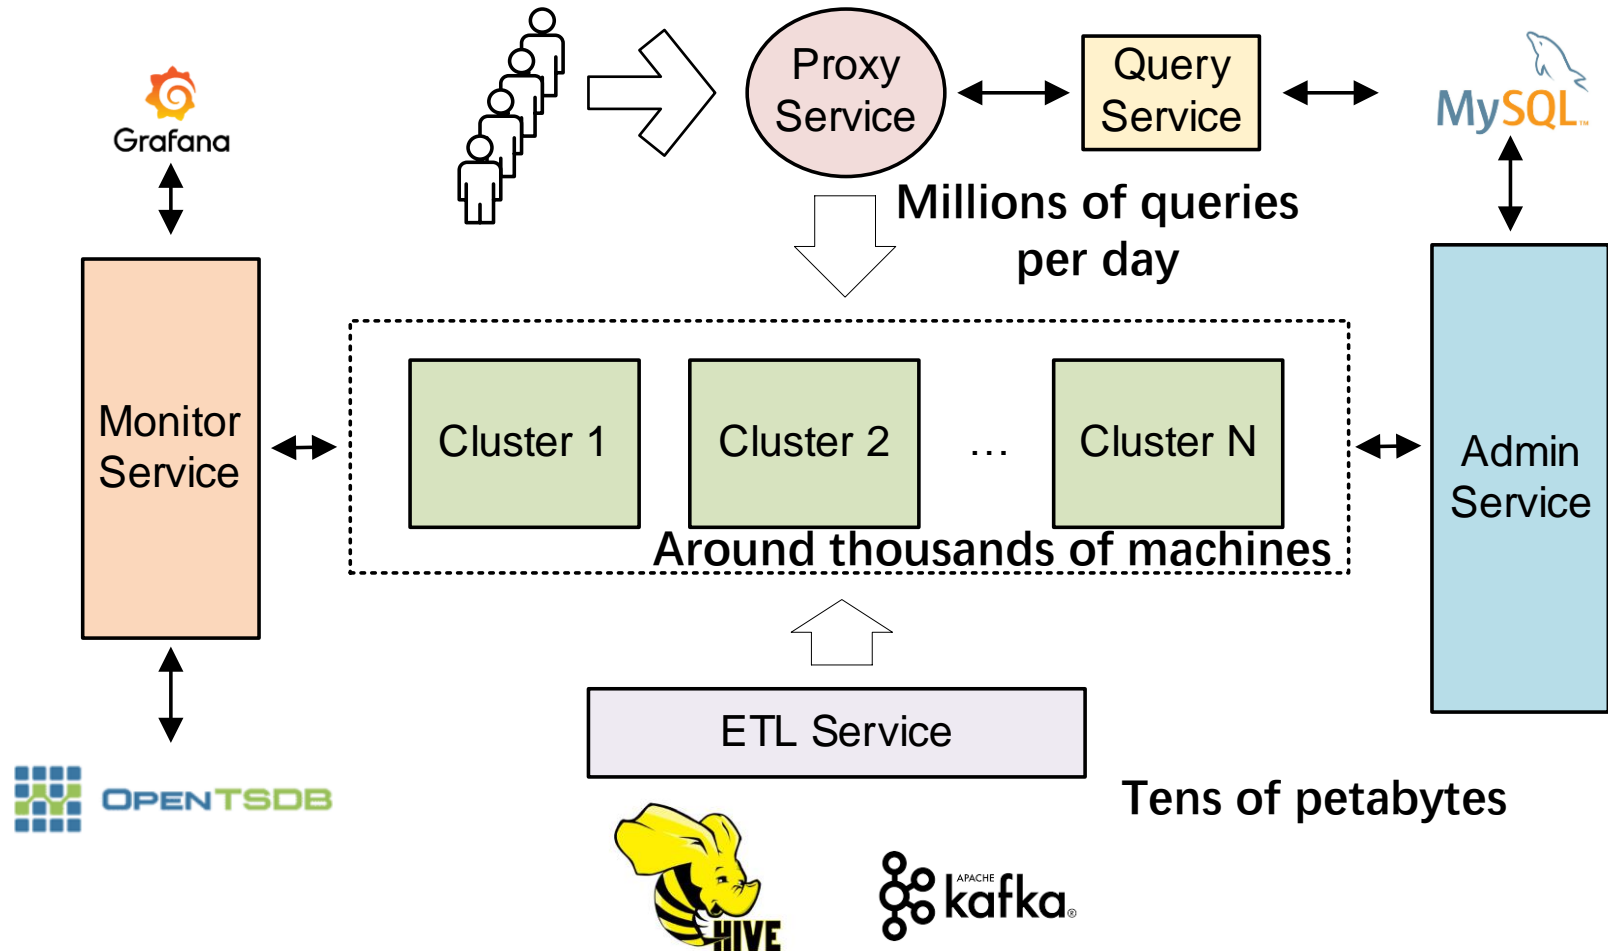 Proxy
Service
Query
Service
MySQL™
Grafana
Millions of queries
per day
Monitor
Service
Cluster 1
Cluster 2
...
Cluster N
Admin
Service
Around thousands of machines
ETL Service
OPENTSDB
Tens of petabytes
HIVE
APACHE
kafka®